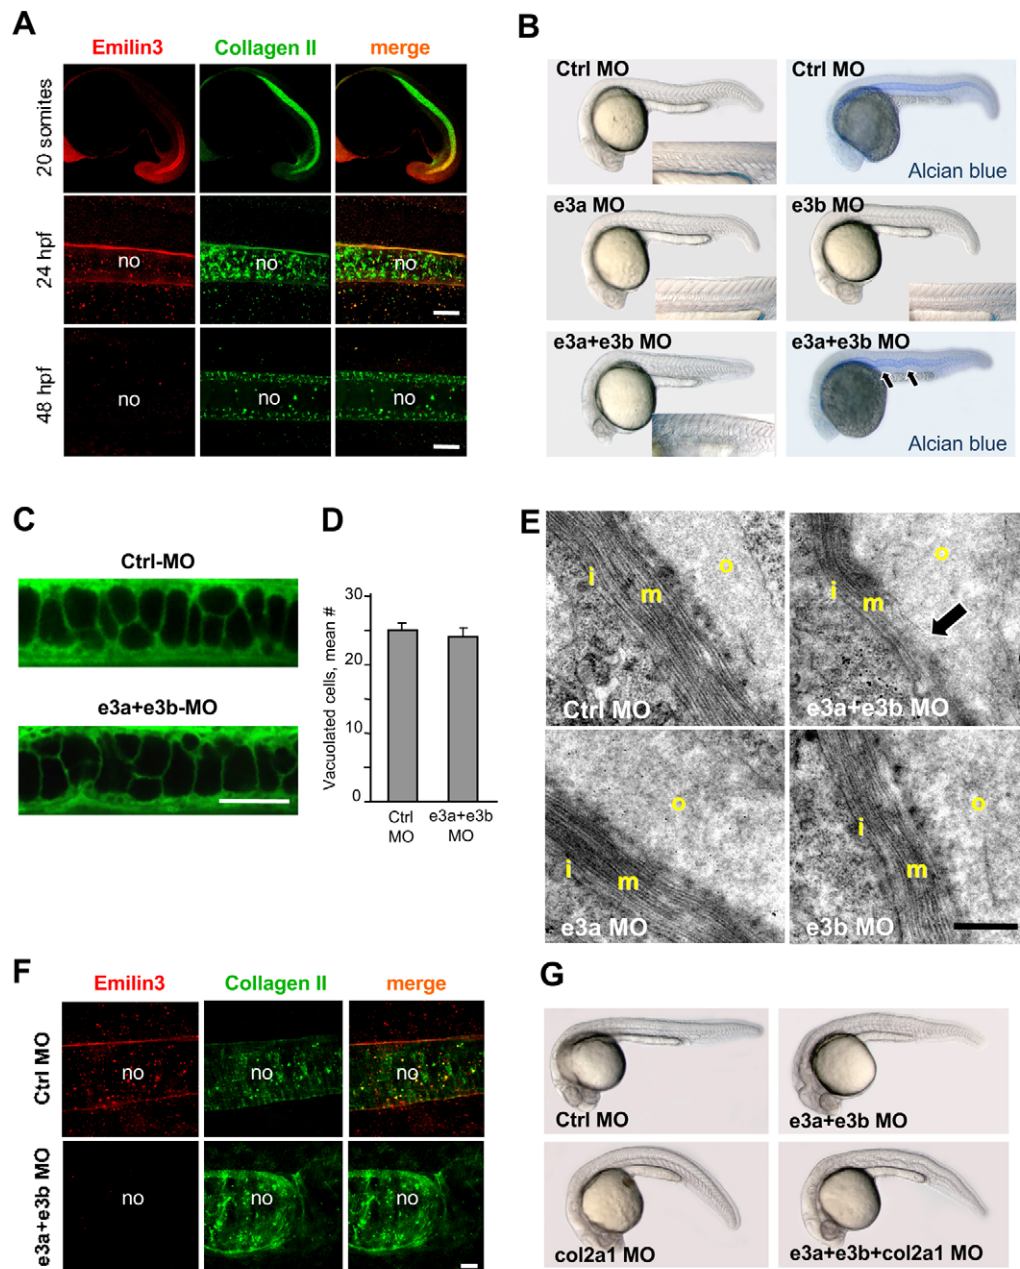 A
Emilin3 Collagen II merge
20 somites
no no no
24 hpf
no no no
48 hpf
B
Ctrl MO Ctrl MO
Alcian blue
e3a MO e3b MO
e3a+e3b MO e3a+e3b MO
Alcian blue
C
Ctrl-MO
e3a+e3b-MO
D
Vacuolated cells, mean #
30
20
10
0
Ctrl MO
e3a+e3b MO
E
i m o
Ctrl MO
i m o
e3a+e3b MO
i m o
e3a MO
i m o
e3b MO
F
Emilin3 Collagen II merge
Ctrl MO
no no no
e3a+e3b MO
no no no
G
Ctrl MO e3a+e3b MO
col2a1 MO e3a+e3b+col2a1 MO